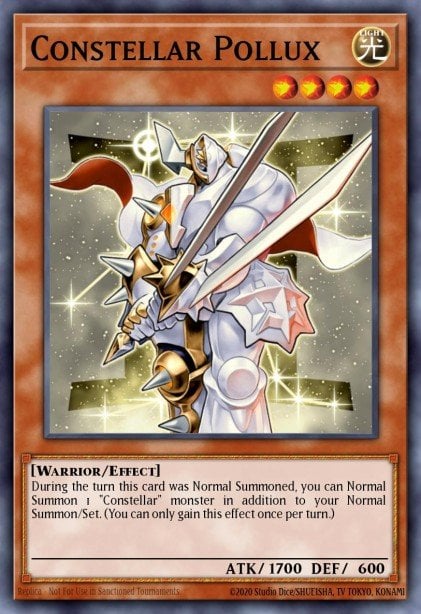 Constellar Pollux
LIGHT
光
[Warrior/Effect]
During the turn this card was Normal Summoned, you can Normal
Summon 1 "Constellar" monster in addition to your Normal
Summon/Set. (You can only gain this effect once per turn.)
ATK/ 1700 DEF/ 600
Replica - Not For Use in Sanctioned Tournaments
©2020 Studio Dice/SHUEISHA, TV TOKYO, KONAMI